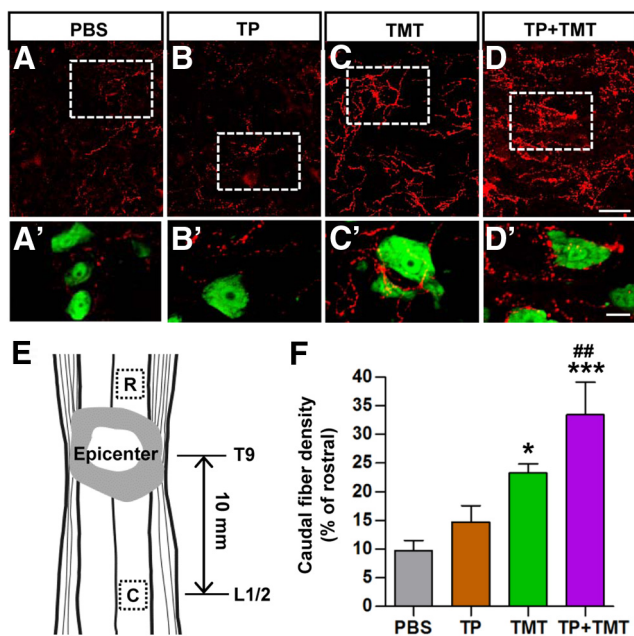 PBS TP TMT TP+TMT
A B C D
A' B' C' D'
E F
R
Epicenter T9
10 mm
C L1/2
Caudal fiber density
(% of rostral)
40
35
30
25
20
15
10
5
0
*
##
***
PBS TP TMT TP+TMT